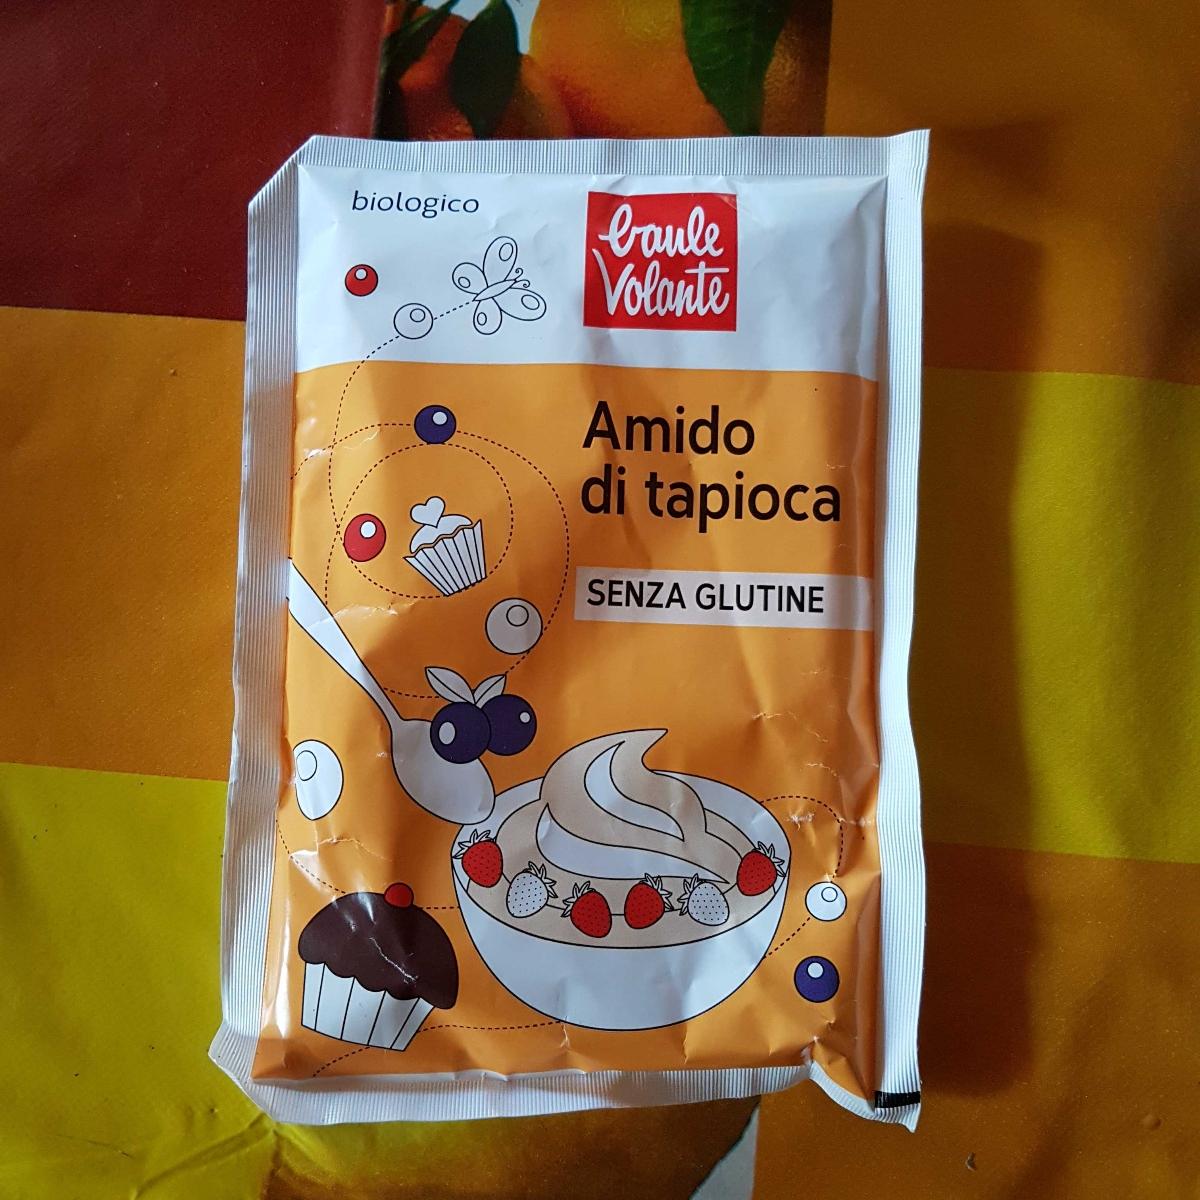 biologico
baule
volante
Amido
di tapioca
SENZA GLUTINE